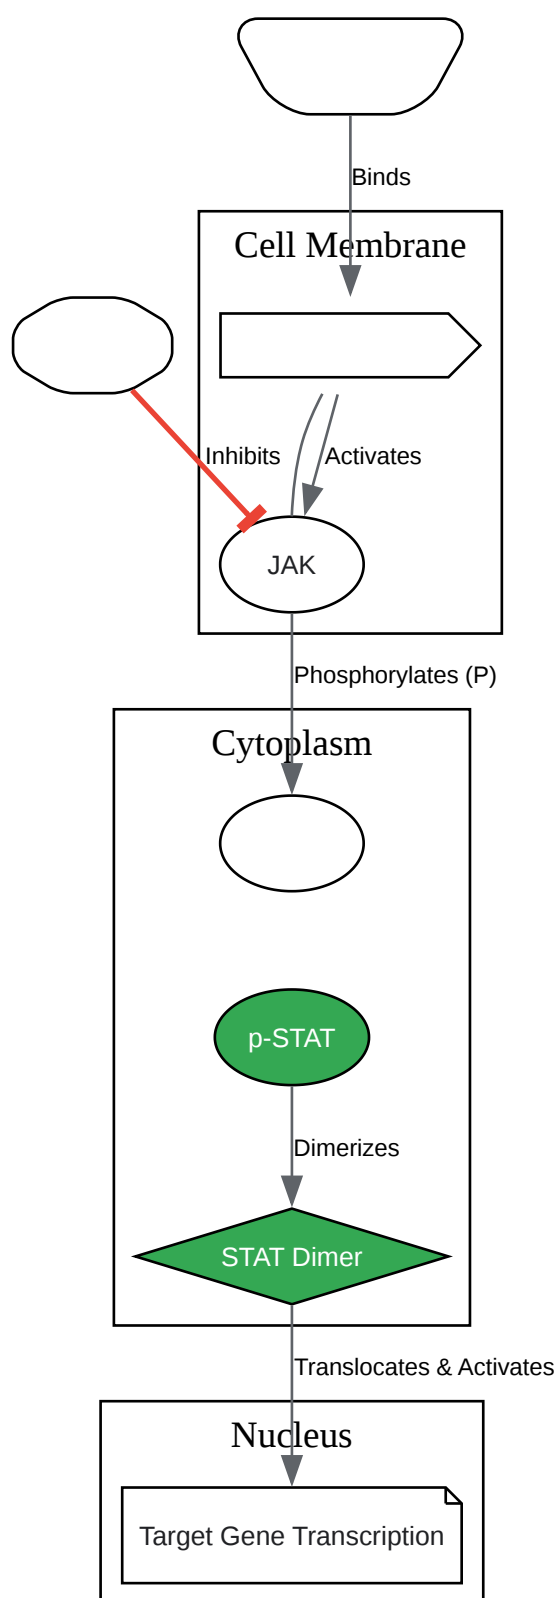 Binds
Cell Membrane
Inhibits
Activates
JAK
Phosphorylates (P)
Cytoplasm
p-STAT
Dimerizes
STAT Dimer
Translocates & Activates
Nucleus
Target Gene Transcription